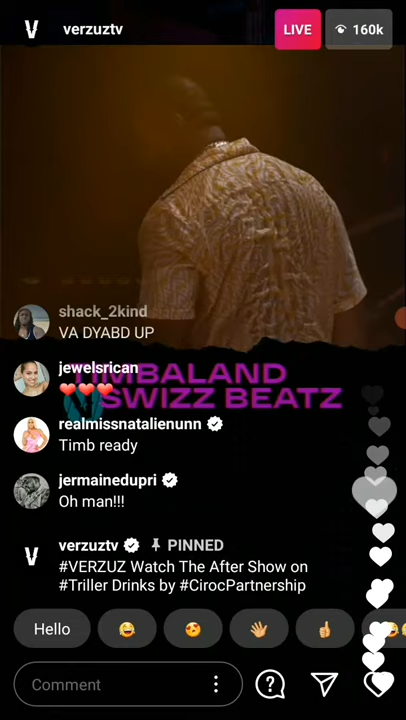 verzuztv
LIVE
160k
shack_2kind
VA DYABD UP
jewelsrican
❤️❤️❤️
TIMBALAND
SWIZZ BEATZ
realmissnatalienunn
Timb ready
jermainedupri
Oh man!!!
verzuztv PINNED
#VERZUZ Watch The After Show on
#Triller Drinks by #CirocPartnership
Hello
Comment